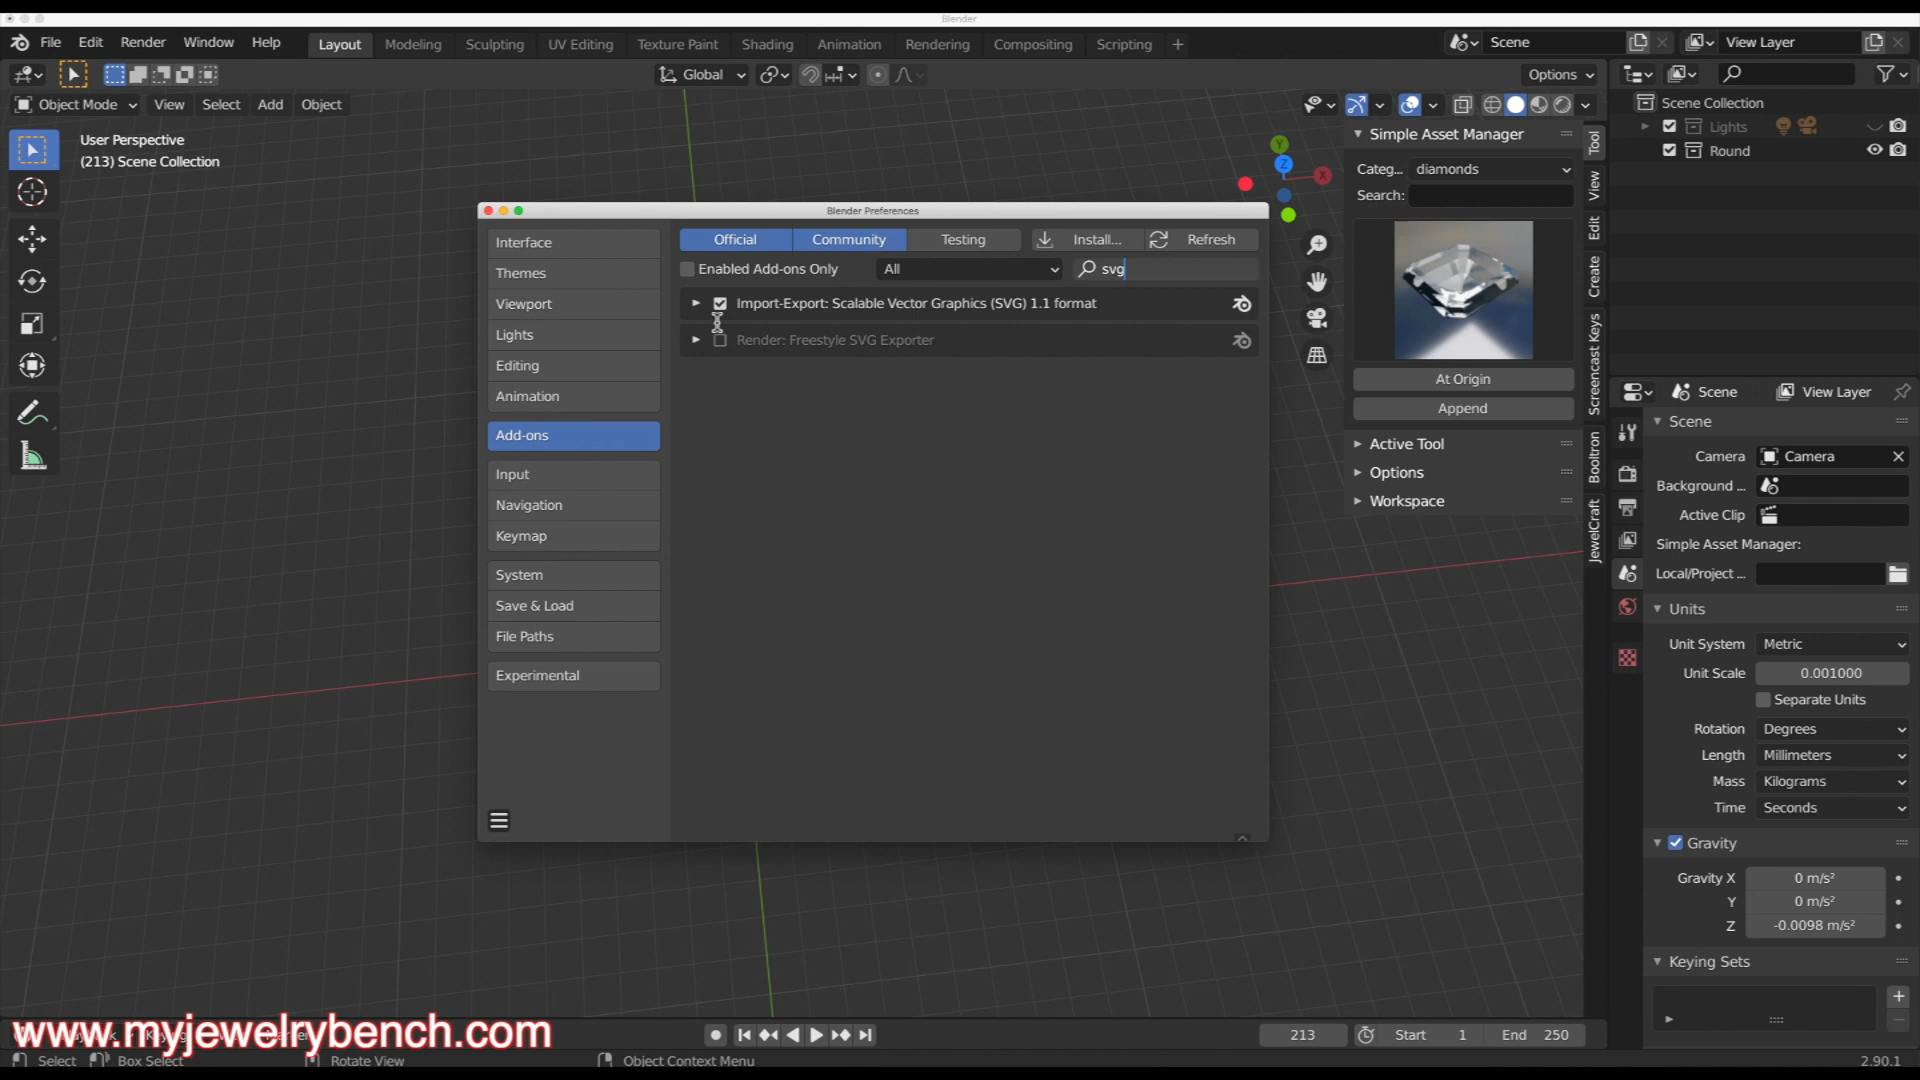 Blender
File Edit Render Window Help Layout Modeling Sculpting UV Editing Texture Paint Shading Animation Rendering Compositing Scripting + Scene View Layer
Global Options
Object Mode View Select Add Object
User Perspective
(213) Scene Collection
Blender Preferences
Interface
Themes
Viewport
Lights
Editing
Animation
Add-ons
Input
Navigation
Keymap
System
Save & Load
File Paths
Experimental
Official Community Testing Install... Refresh
Enabled Add-ons Only All svg
Import-Export: Scalable Vector Graphics (SVG) 1.1 format
Render: Freestyle SVG Exporter
Y
Z
X
Simple Asset Manager
Categ... diamonds
Search:
At Origin
Append
Active Tool
Options
Workspace
Tool
View
Edit
Create
Screencast Keys
Booltron
JewelCraft
Scene Collection
Lights
Round
Scene View Layer
Scene
Camera Camera
Background ...
Active Clip
Simple Asset Manager:
Local/Project ...
Units
Unit System Metric
Unit Scale 0.001000
Separate Units
Rotation Degrees
Length Millimeters
Mass Kilograms
Time Seconds
Gravity
Gravity X 0 m/s²
Y 0 m/s²
Z -0.0098 m/s²
Keying Sets
www.myjewelrybench.com
213 Start 1 End 250
Select Box Select Rotate View Object Context Menu 2.90.1